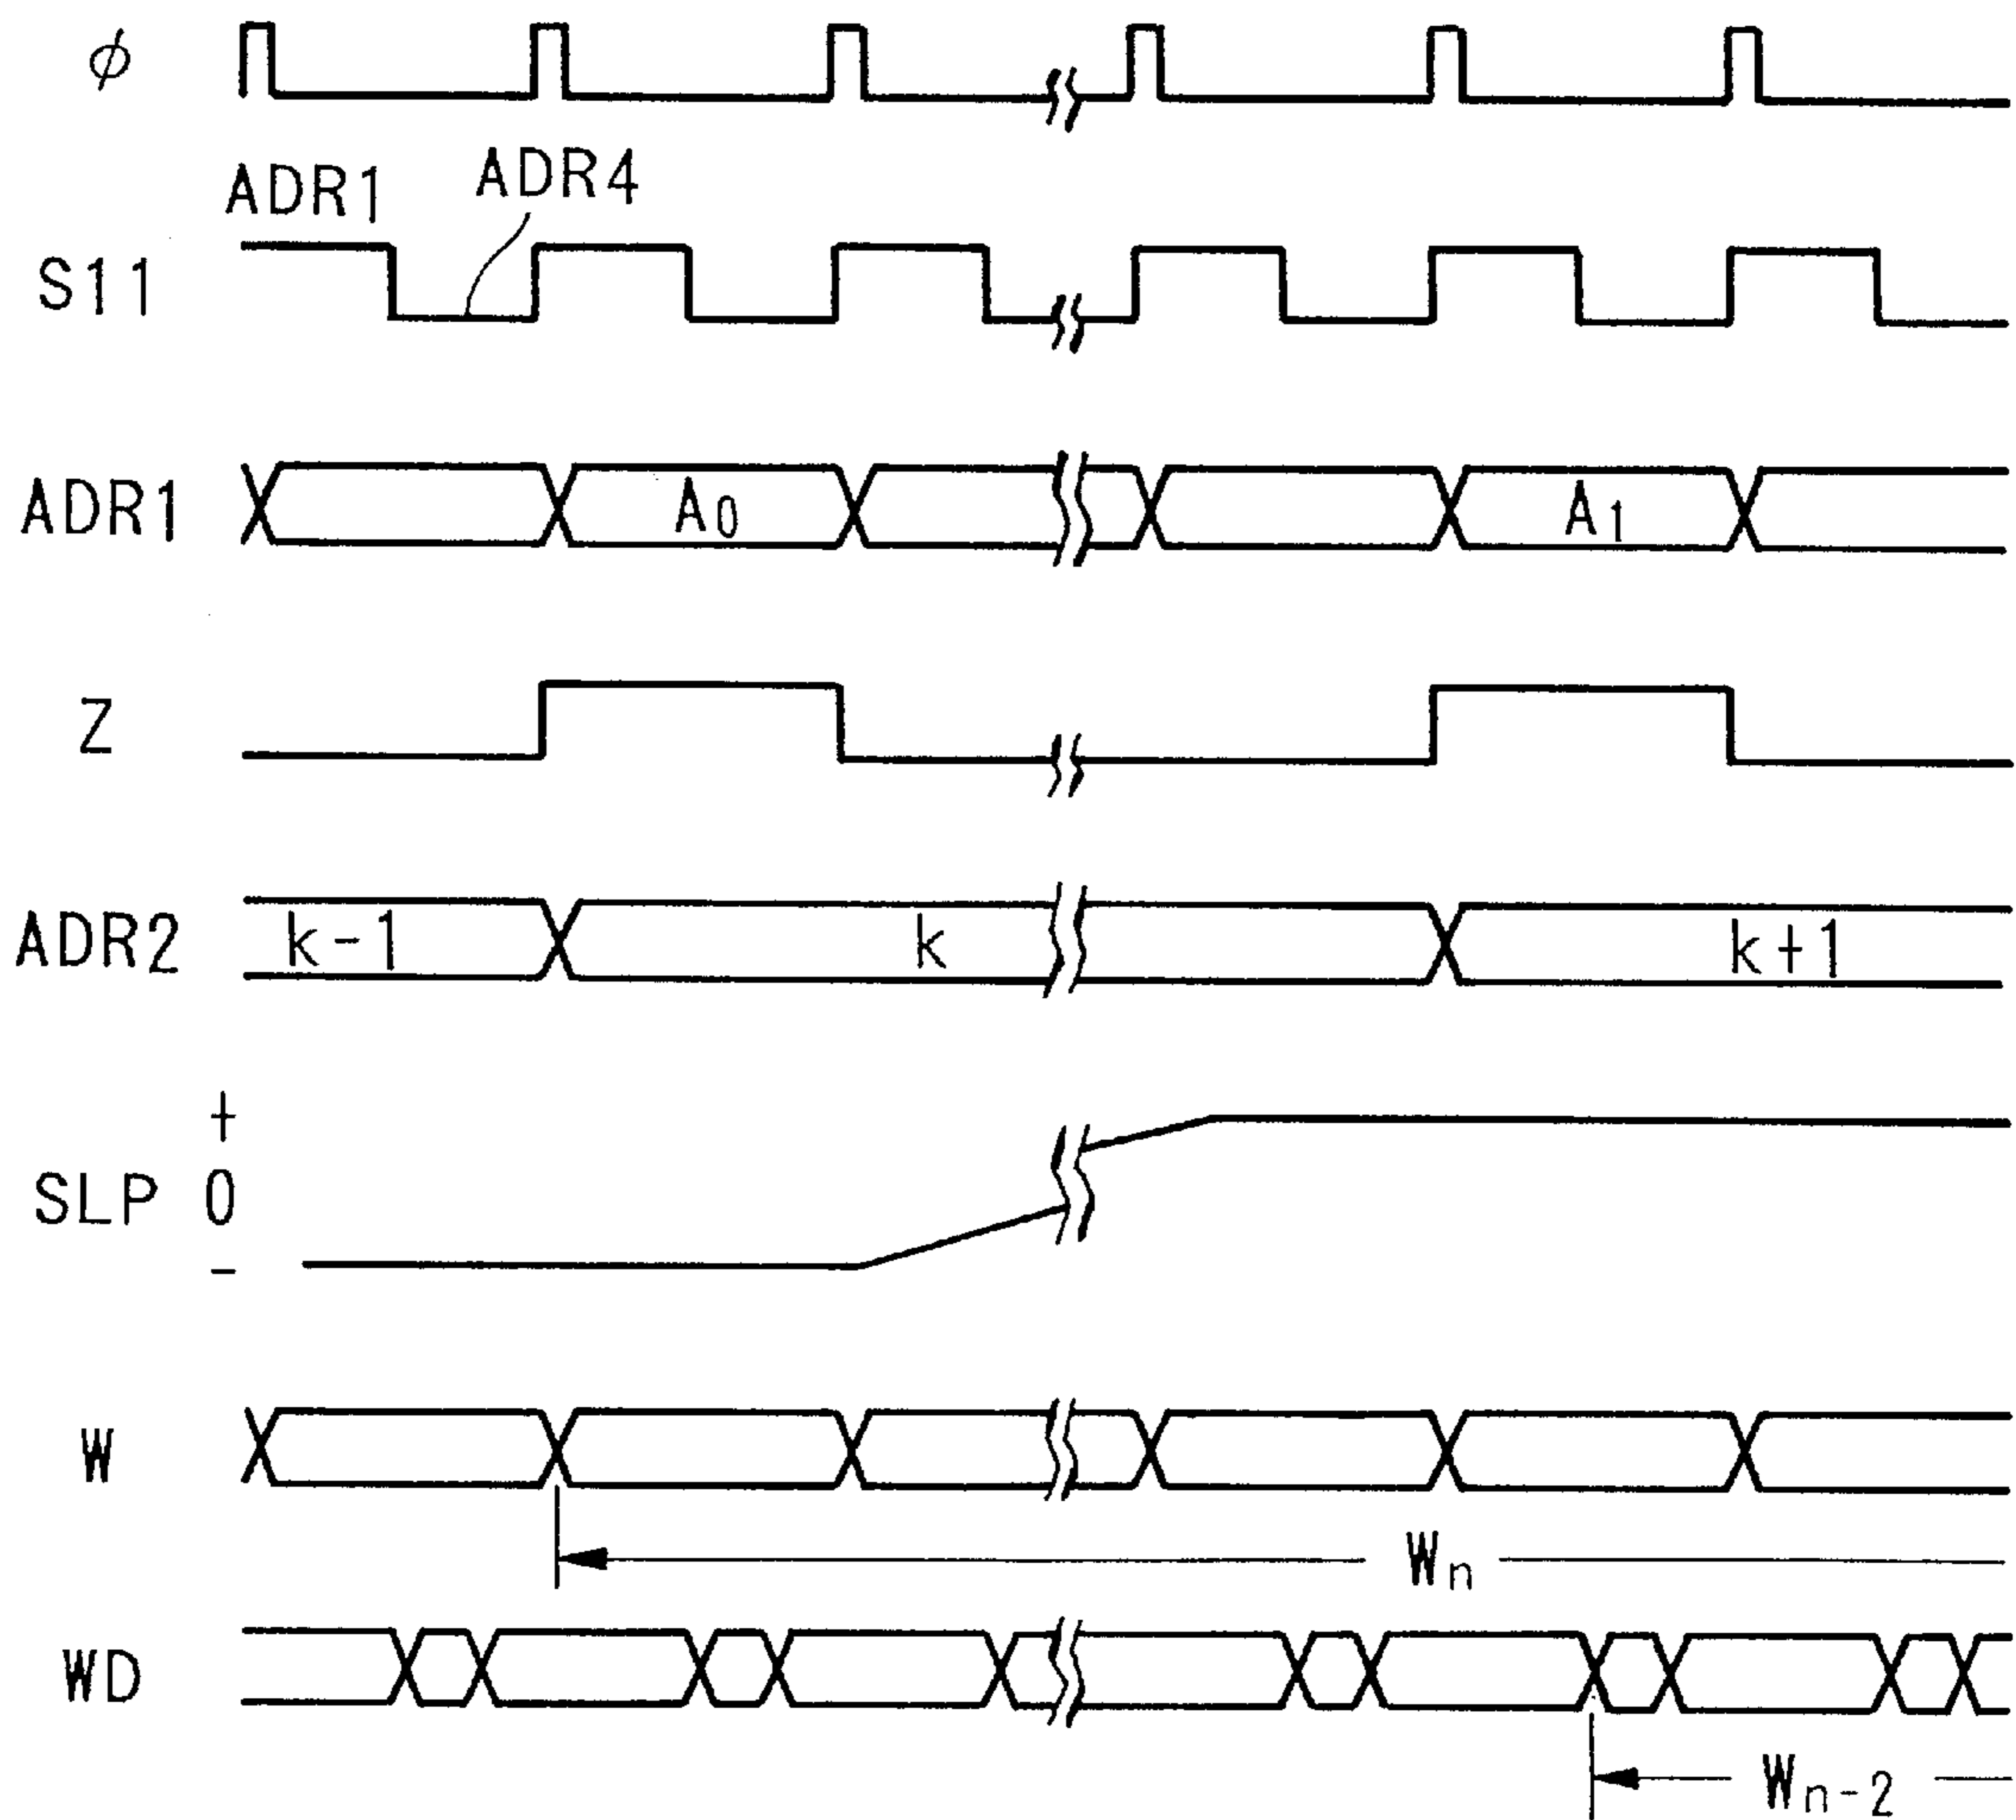 ϕ
ADR1 ADR4
S11
ADR1 A0 A1
Z
ADR2 k-1 k k+1
+
SLP 0
-
W
Wn
WD
Wn-2